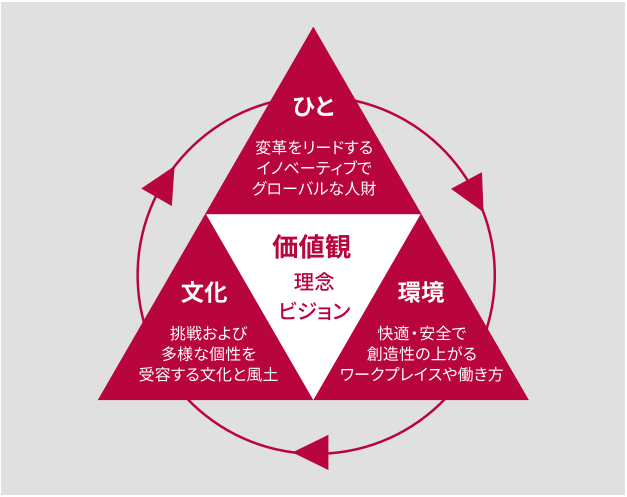 ひと
変革をリードする
イノベーティブで
グローバルな人財
価値観
理念
ビジョン
文化
挑戦および
多様な個性を
受容する文化と風土
環境
快適・安全で
創造性の上がる
ワークプレイスや働き方